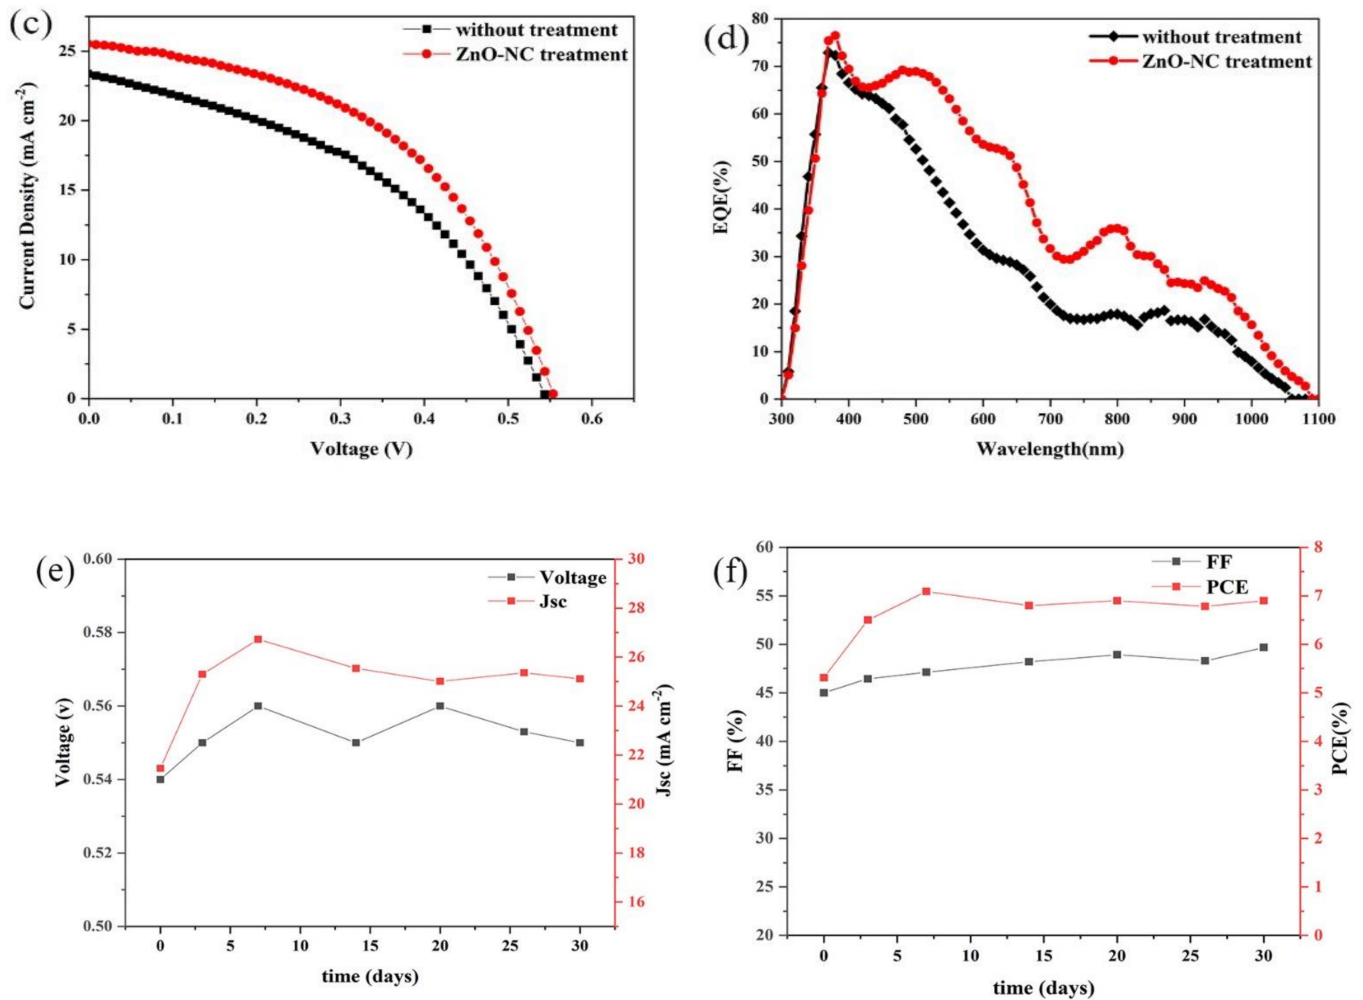 (c)
without treatment
ZnO-NC treatment
25
20
15
10
5
0
Current Density (mA cm-2)
0.0 0.1 0.2 0.3 0.4 0.5 0.6
Voltage (V)
(d)
without treatment
ZnO-NC treatment
80
70
60
50
40
30
20
10
0
EQE(%)
300 400 500 600 700 800 900 1000 1100
Wavelength(nm)
(e)
Voltage
Jsc
0.60
0.58
0.56
0.54
0.52
0.50
Voltage (v)
30
28
26
24
22
20
18
16
Jsc (mA cm-2)
0 5 10 15 20 25 30
time (days)
(f)
FF
PCE
60
55
50
45
40
35
30
25
20
FF (%)
8
7
6
5
4
3
2
1
0
PCE(%)
0 5 10 15 20 25 30
time (days)